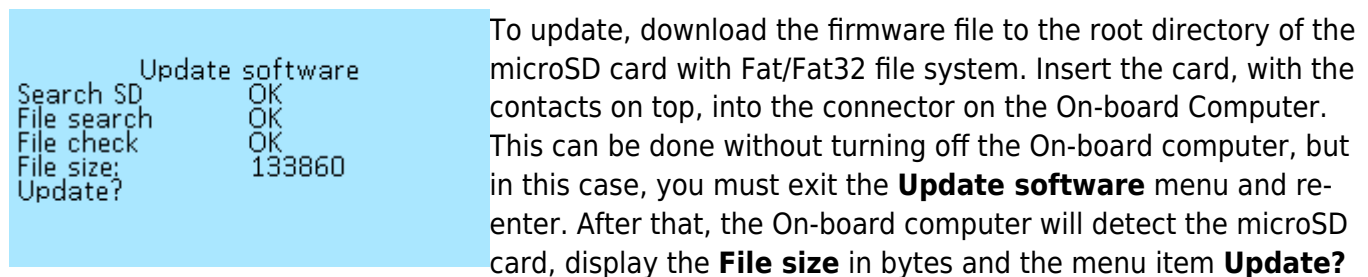 Update software
Search SD OK
File search OK
File check OK
File size: 133860
Update?
To update, download the firmware file to the root directory of the
microSD card with Fat/Fat32 file system. Insert the card, with the
contacts on top, into the connector on the On-board Computer.
This can be done without turning off the On-board computer, but
in this case, you must exit the Update software menu and re-
enter. After that, the On-board computer will detect the microSD
card, display the File size in bytes and the menu item Update?